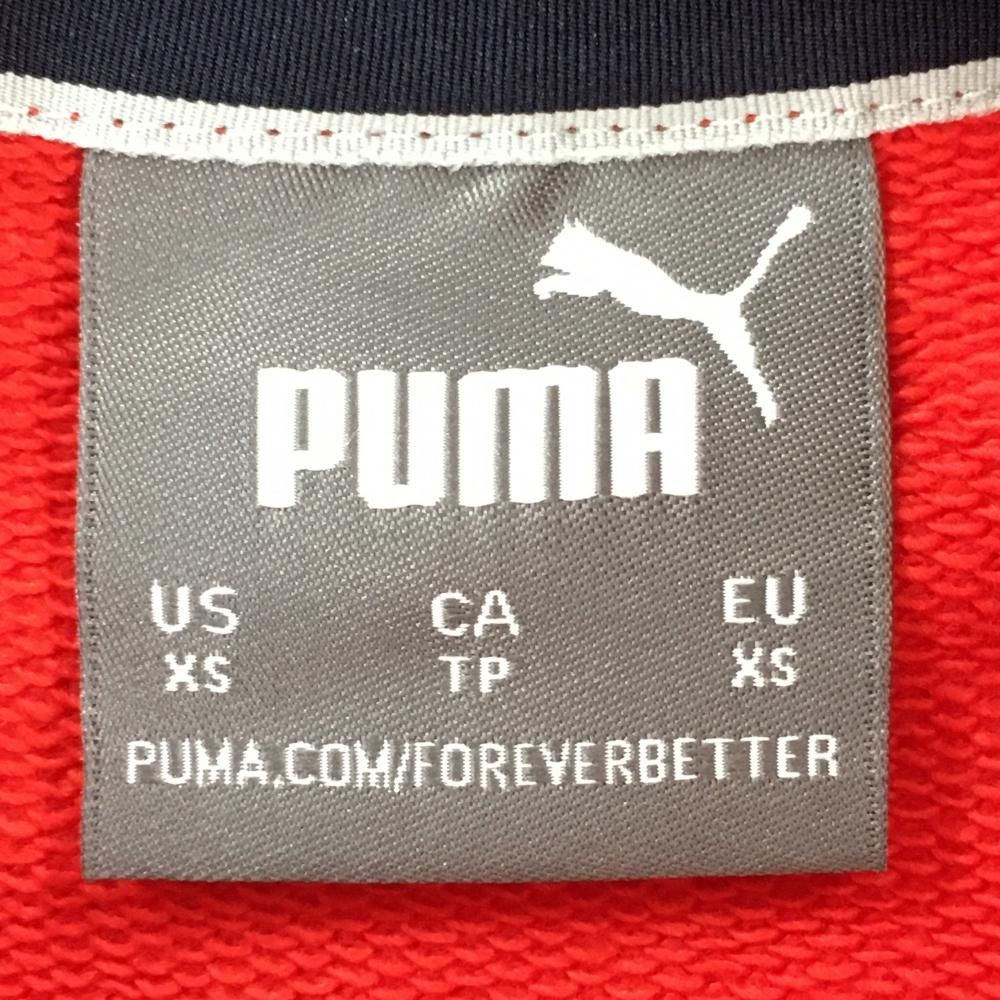 PUMA
US CA EU
XS TP XS
PUMA.COM/FOREVERBETTER